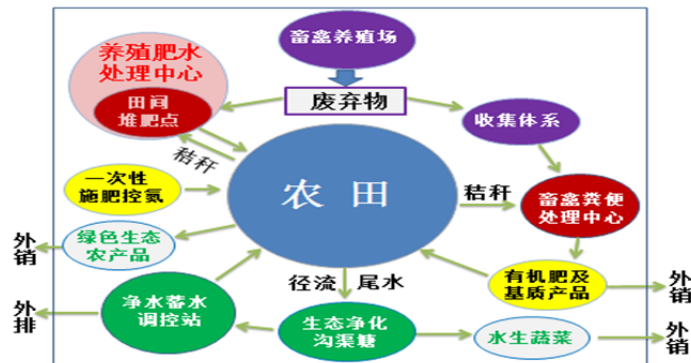 畜禽养殖场
养殖肥水
处理中心
田间
堆肥点
废弃物
收集体系
秸秆
一次性
施肥控氮
农 田
秸秆
畜禽粪便
处理中心
外销
绿色生态
农产品
径流 尾水
有机肥及
基质产品
外销
外排
净水蓄水
调控站
生态净化
沟渠塘
水生蔬菜
外销